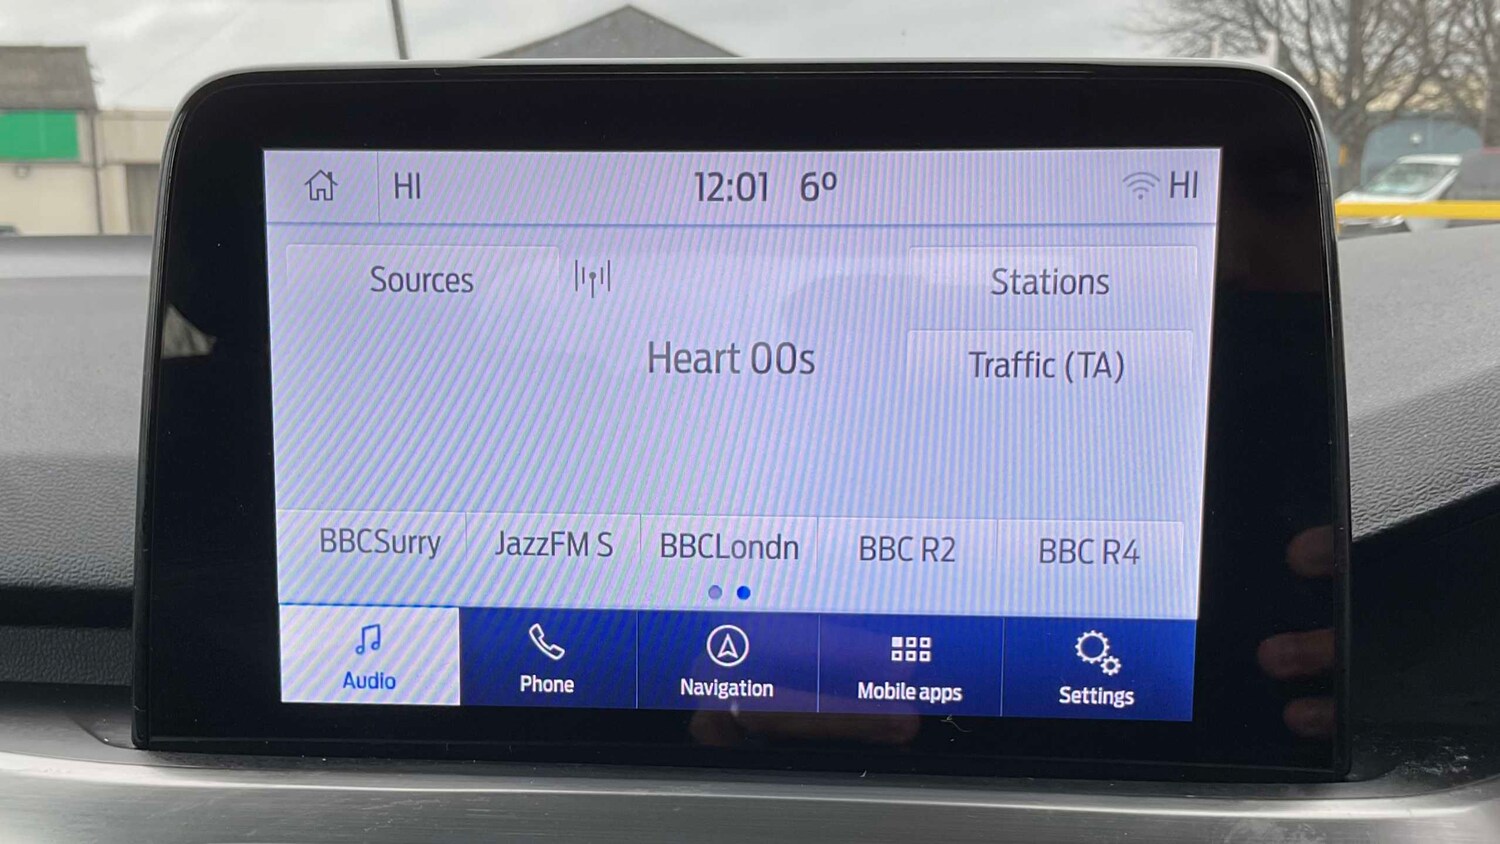 HI 12:01 6º HI
Sources Stations
Heart 00s Traffic (TA)
BBCSurry JazzFM S BBCLondn BBC R2 BBC R4
Audio Phone Navigation Mobile apps Settings